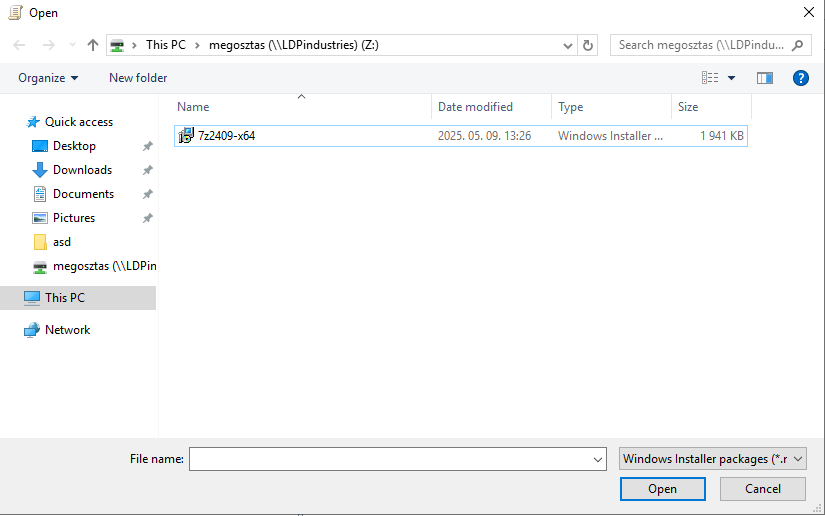 Open
This PC > megosztas (\\LDPindustries) (Z:)
Search megosztas (\\LDPindu...
Organize
New folder
Name
Date modified
Type
Size
7z2409-x64
2025. 05. 09. 13:26
Windows Installer ...
1 941 KB
Quick access
Desktop
Downloads
Documents
Pictures
asd
megosztas (\\LDPin
This PC
Network
File name:
Windows Installer packages (*.r
Open
Cancel